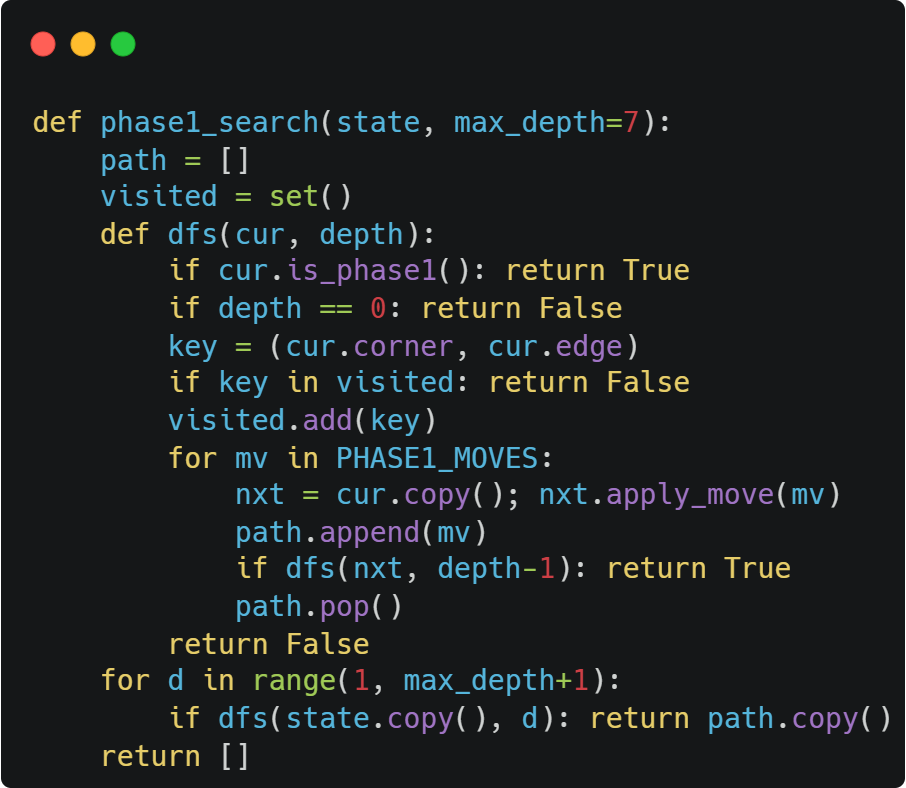 def phase1_search(state, max_depth=7):
    path = []
    visited = set()
    def dfs(cur, depth):
        if cur.is_phase1(): return True
        if depth == 0: return False
        key = (cur.corner, cur.edge)
        if key in visited: return False
        visited.add(key)
        for mv in PHASE1_MOVES:
            nxt = cur.copy(); nxt.apply_move(mv)
            path.append(mv)
            if dfs(nxt, depth-1): return True
            path.pop()
        return False
    for d in range(1, max_depth+1):
        if dfs(state.copy(), d): return path.copy()
    return []